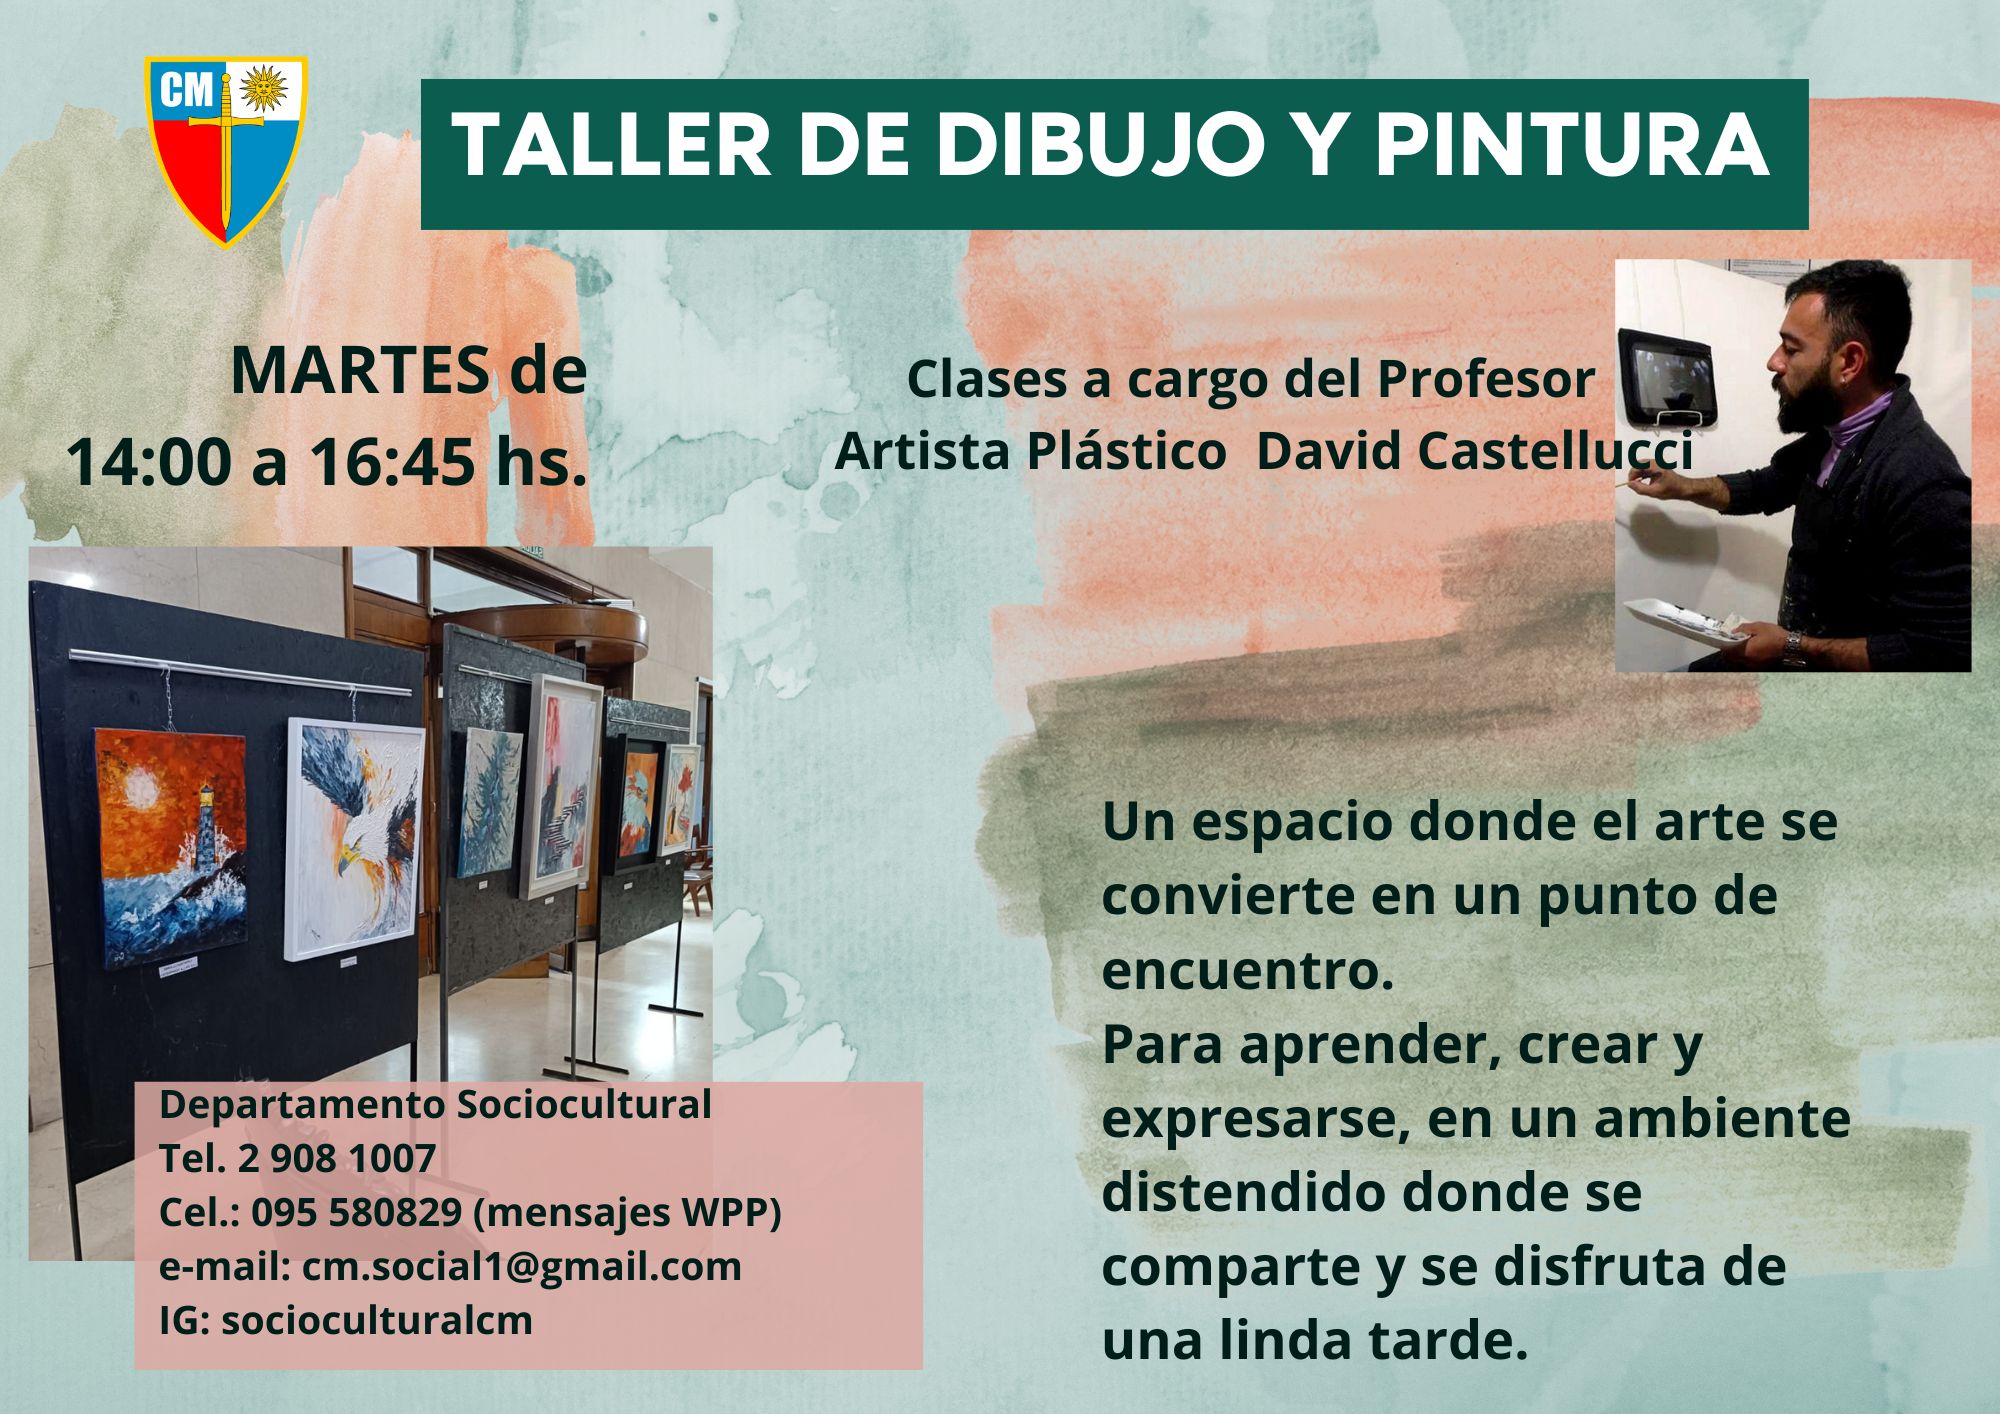 CM
TALLER DE DIBUJO Y PINTURA
MARTES de
14:00 a 16:45 hs.
Clases a cargo del Profesor
Artista Plástico  David Castellucci
Un espacio donde el arte se
convierte en un punto de
encuentro.
Para aprender, crear y
expresarse, en un ambiente
distendido donde se
comparte y se disfruta de
una linda tarde.
Departamento Sociocultural
Tel. 2 908 1007
Cel.: 095 580829 (mensajes WPP)
e-mail: cm.social1@gmail.com
IG: socioculturalcm